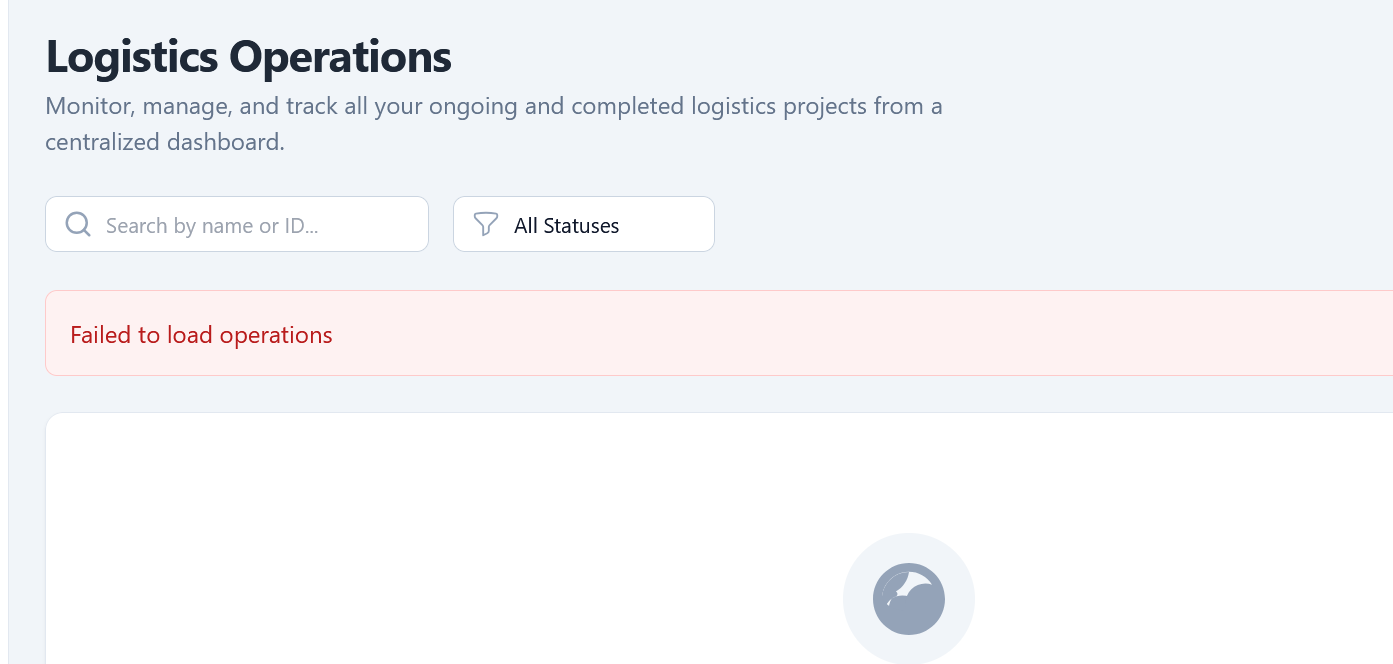 Logistics Operations
Monitor, manage, and track all your ongoing and completed logistics projects from a
centralized dashboard.
Search by name or ID...
All Statuses
Failed to load operations